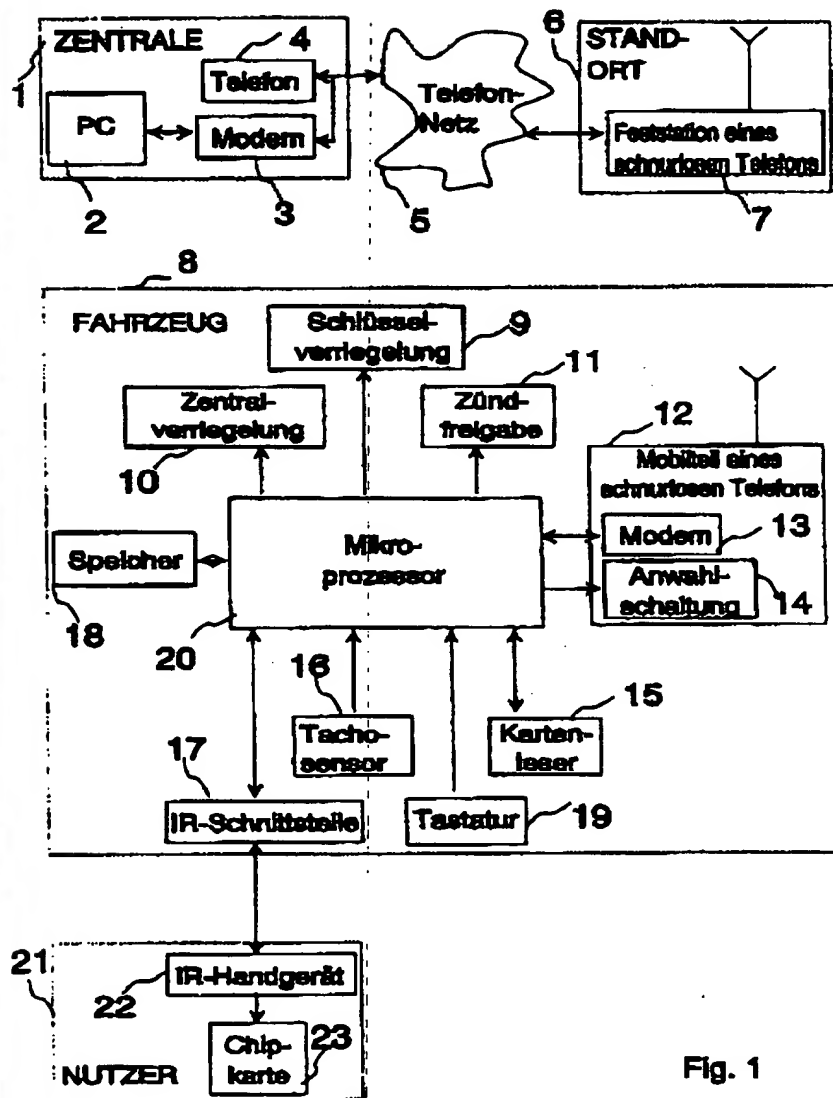 ZENTRALE
4
Telefon
1
PC
Modem
2
3
Telefon-
Netz
5
6
STAND-
ORT
Feststation eines
schnurlosen Telefons
7
8
FAHRZEUG
Schlüssel-
verriegelung
9
Zentral-
verriegelung
10
11
Zünd-
freigabe
12
Mobilteil eines
schnurlosen Telefons
Modem
13
Anwahl-
schaltung
14
Speicher
18
Mikro-
prozessor
20
16
Tacho-
sensor
15
Karten-
leser
17
IR-Schnittstelle
Tastatur
19
21
IR-Handgerät
22
Chip-
karte
23
NUTZER
Fig. 1